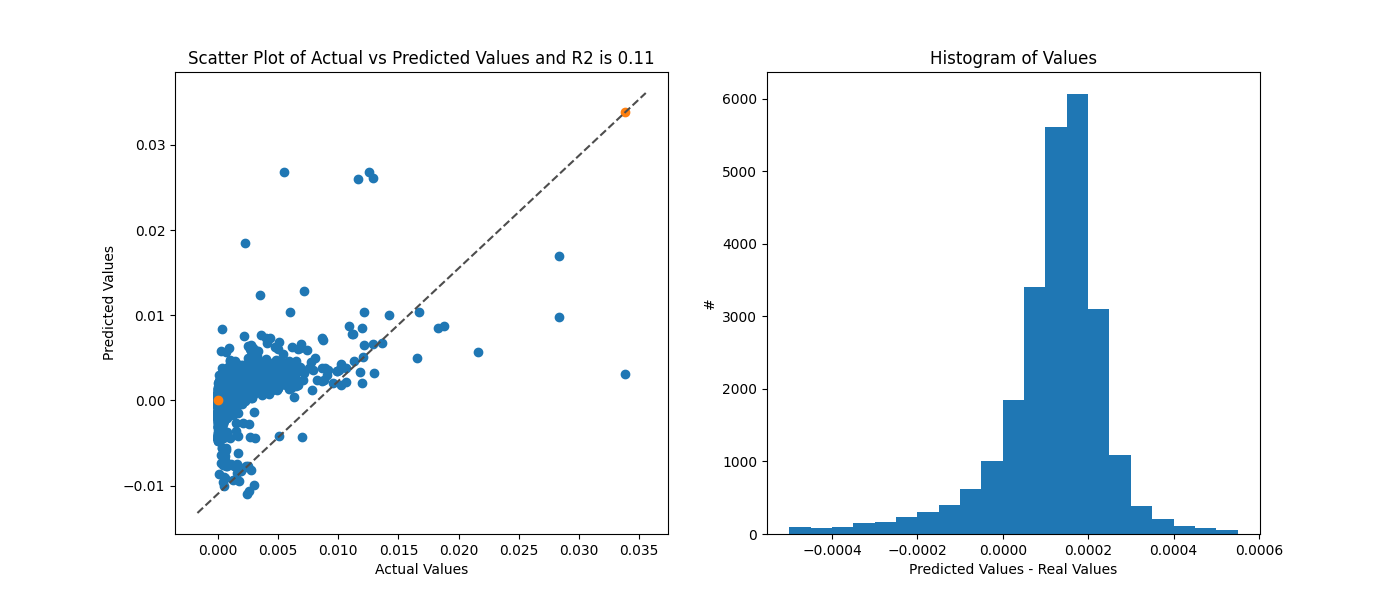 Scatter Plot of Actual vs Predicted Values and R2 is 0.11
Predicted Values
0.03
0.02
0.01
0.00
−0.01
0.000 0.005 0.010 0.015 0.020 0.025 0.030 0.035
Actual Values
Histogram of Values
#
6000
5000
4000
3000
2000
1000
0
−0.0004 −0.0002 0.0000 0.0002 0.0004 0.0006
Predicted Values - Real Values